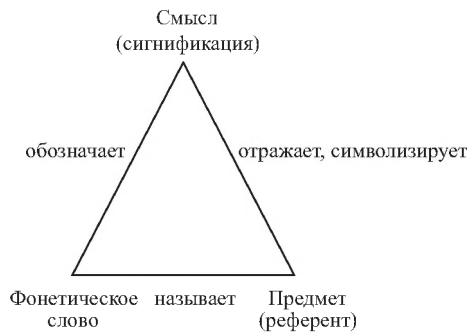 Смысл
(сигнификация)
обозначает
отражает, символизирует
Фонетическое называет Предмет
слово (референт)